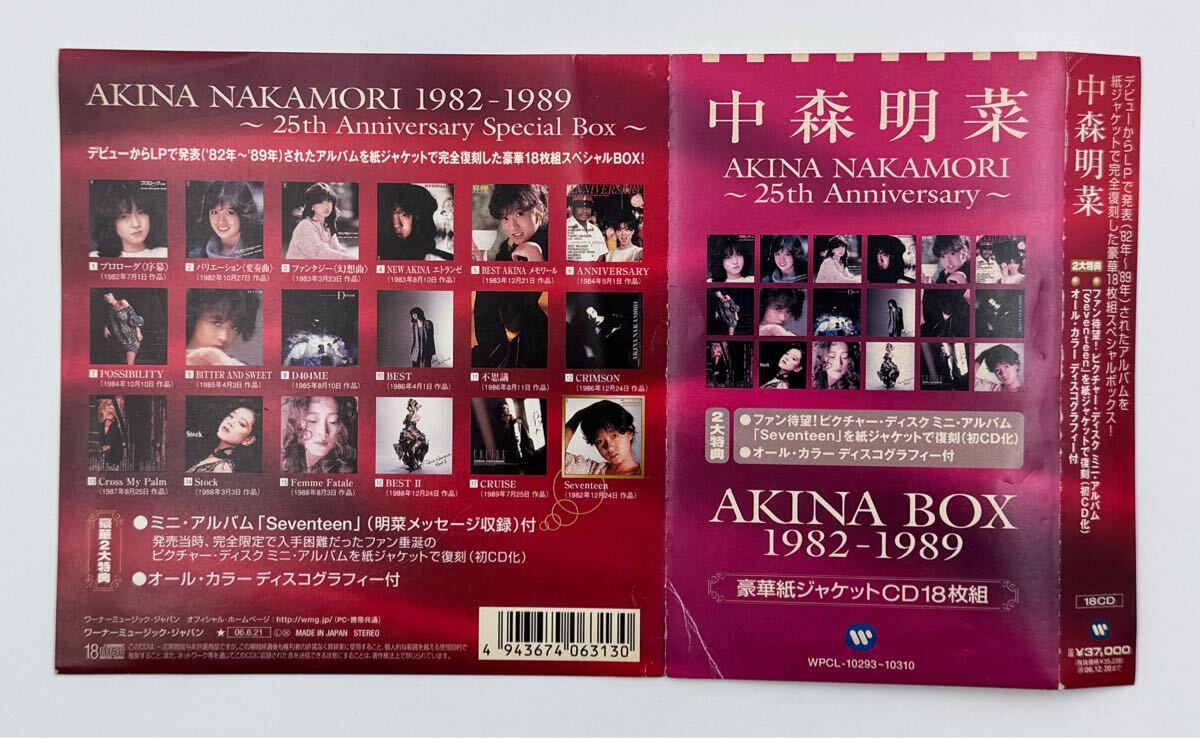 AKINA NAKAMORI 1982-1989
～25th Anniversary Special Box～
デビューからLPで発表('82年～'89年)されたアルバムを紙ジャケットで完全復刻した豪華18枚組スペシャルBOX!
1 プロローグ〈序幕〉
(1982年7月1日 作品)
2 バリエーション〈変奏曲〉
(1982年10月27日 作品)
3 ファンタジー〈幻想曲〉
(1983年3月23日 作品)
4 NEW AKINA エトランゼ
(1983年8月10日 作品)
5 BEST AKINA メモワール
(1983年12月21日 作品)
6 ANNIVERSARY
(1984年5月1日 作品)
7 POSSIBILITY
(1984年10月10日 作品)
8 BITTER AND SWEET
(1985年4月3日 作品)
9 D404ME
(1985年8月10日 作品)
10 BEST
(1986年4月1日 作品)
11 不思議
(1986年8月11日 作品)
12 CRIMSON
(1986年12月24日 作品)
13 Cross My Palm
(1987年8月25日 作品)
14 Stock
(1988年3月3日 作品)
15 Femme Fatale
(1988年8月3日 作品)
16 BEST II
(1988年12月24日 作品)
17 CRUISE
(1989年7月25日 作品)
Seventeen
(1982年12月24日 作品)
豪華2大特典
●ミニ・アルバム「Seventeen」(明菜メッセージ収録)付
発売当時、完全限定で入手困難だったファン垂涎の
ピクチャー・ディスク ミニ・アルバムを紙ジャケットで復刻(初CD化)
●オール・カラー ディスコグラフィー付
ワーナーミュージック・ジャパン オフィシャル・ホームページ:http://wmg.jp/(PC・携帯共通)
ワーナーミュージック・ジャパン ★ 06.6.21 MADE IN JAPAN STEREO
18
4 943674 063130
中森明菜
AKINA NAKAMORI
～25th Anniversary～
2大特典
●ファン待望!ピクチャー・ディスク ミニ・アルバム
「Seventeen」を紙ジャケットで復刻(初CD化)
●オール・カラー ディスコグラフィー付
AKINA BOX
1982-1989
豪華紙ジャケットCD18枚組
WPCL-10293~10310
デビューからLPで発表('82年～'89年)されたアルバムを
紙ジャケットで完全復刻した豪華18枚組スペシャルボックス!
中森明菜
2大特典
●ファン待望!ピクチャー・ディスク ミニ・アルバム
「Seventeen」を紙ジャケットで復刻(初CD化)
●オール・カラー ディスコグラフィー付
18CD
¥37,000
(税抜価格¥35,238)
06.12.20まで